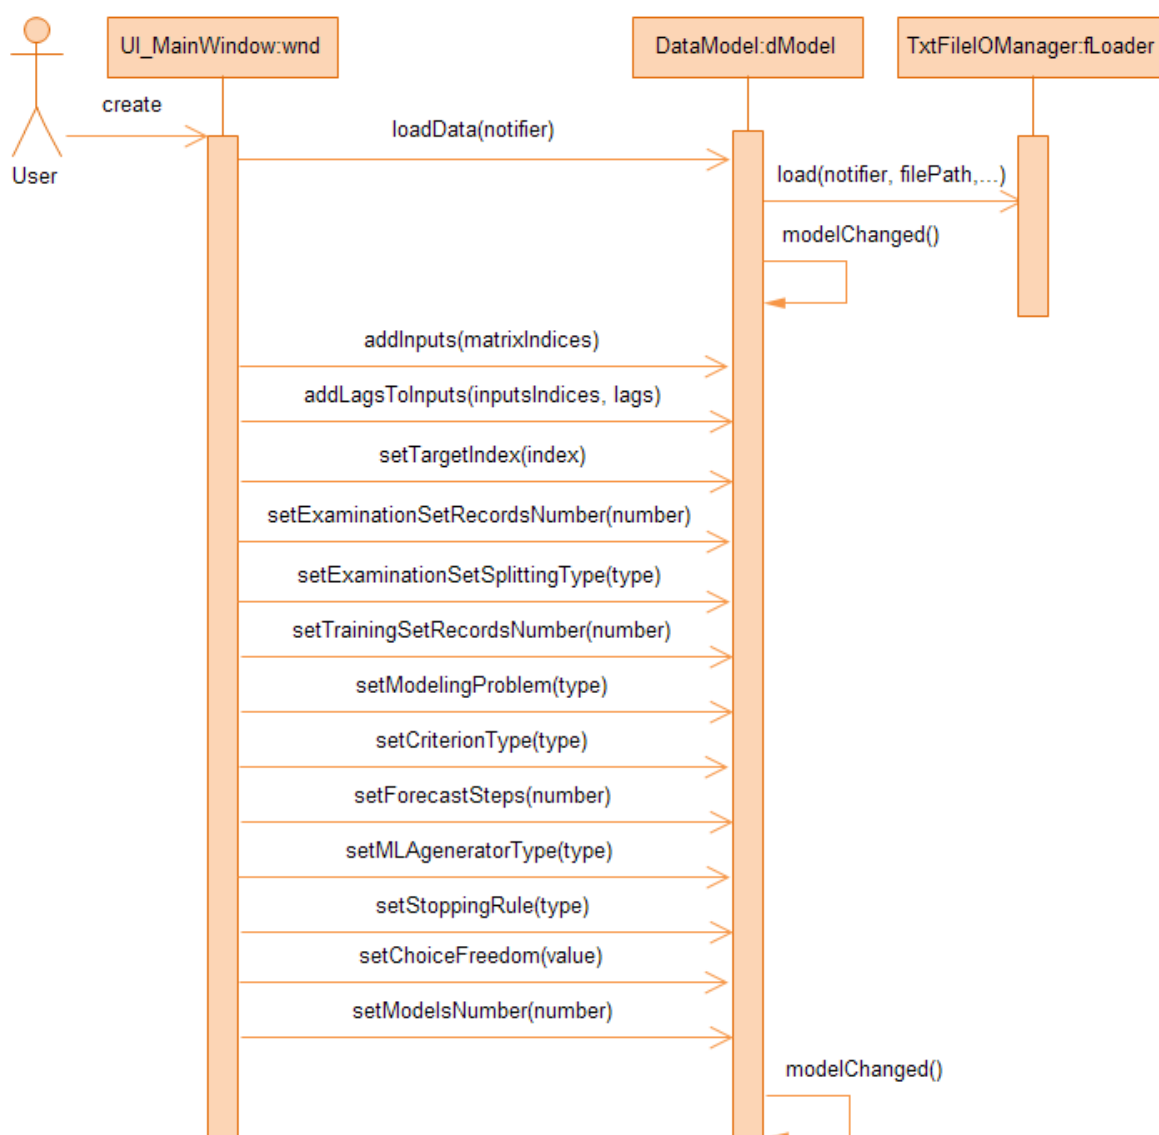 UI_MainWindow:wnd
DataModel:dModel
TxtFileIOManager:fLoader
create
User
loadData(notifier)
load(notifier, filePath,...)
modelChanged()
addInputs(matrixIndices)
addLagsToInputs(inputsIndices, lags)
setTargetIndex(index)
setExaminationSetRecordsNumber(number)
setExaminationSetSplittingType(type)
setTrainingSetRecordsNumber(number)
setModelingProblem(type)
setCriterionType(type)
setForecastSteps(number)
setMLAgeneratorType(type)
setStoppingRule(type)
setChoiceFreedom(value)
setModelsNumber(number)
modelChanged()